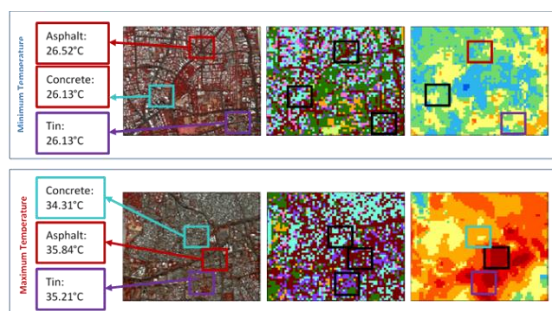 Minimum Temperature
Asphalt:
26.52°C
Concrete:
26.13°C
Tin:
26.13°C
Maximum Temperature
Concrete:
34.31°C
Asphalt:
35.84°C
Tin:
35.21°C